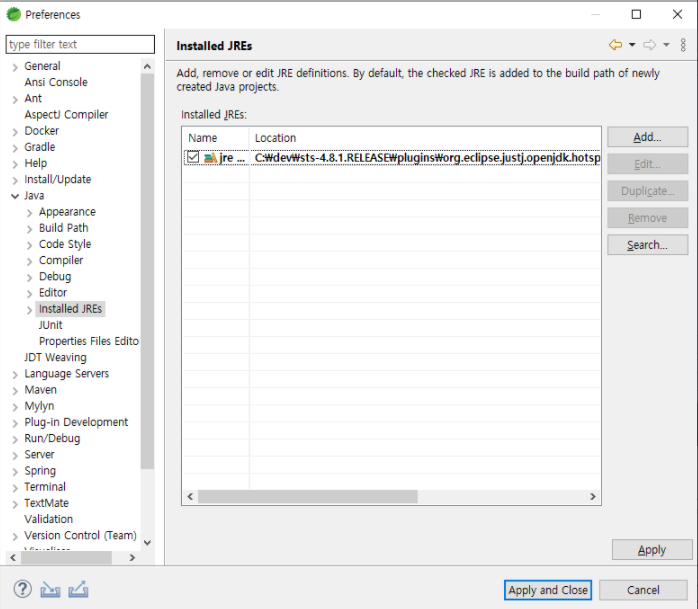 Preferences
type filter text
General
Ansi Console
Ant
AspectJ Compiler
Docker
Gradle
Help
Install/Update
Java
Appearance
Build Path
Code Style
Compiler
Debug
Editor
Installed JREs
JUnit
Properties Files Edito
JDT Weaving
Language Servers
Maven
Mylyn
Plug-in Development
Run/Debug
Server
Spring
Terminal
TextMate
Validation
Version Control (Team)
Installed JREs
Add, remove or edit JRE definitions. By default, the checked JRE is added to the build path of newly
created Java projects.
Installed JREs:
Name Location
jre ... C:₩dev₩sts-4.8.1.RELEASE₩plugins₩org.eclipse.justj.openjdk.hotsp
Add...
Edit...
Duplicate...
Remove
Search...
Apply
Apply and Close Cancel